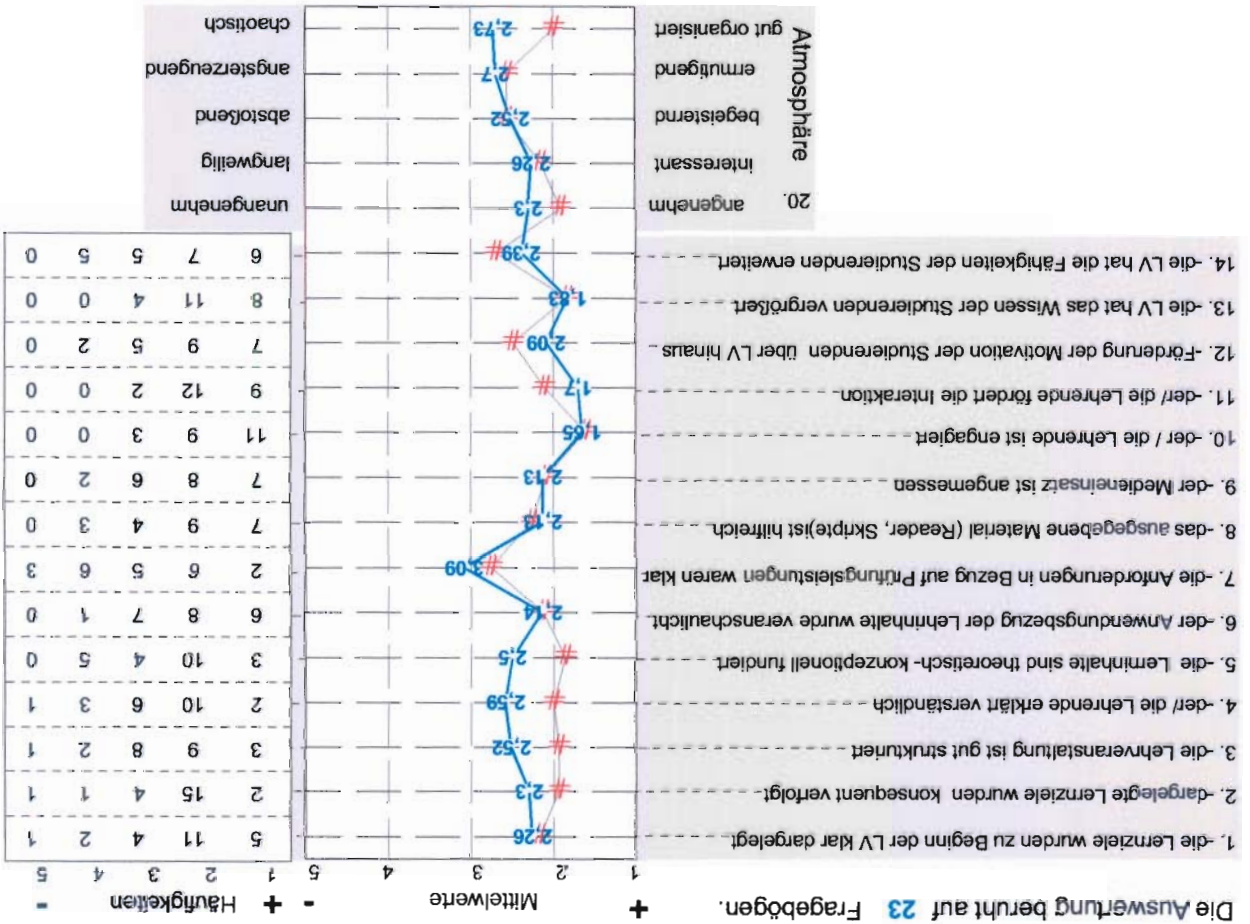 Die Auswertung beruht auf 23 Fragebögen. + Mittelwerte - + Häufigkeiten -
1 2 3 4 5 1 2 3 4 5
1. -die Lernziele wurden zu Beginn der LV klar dargelegt 2,26 5 11 4 2 1
2. -dargelegte Lernziele wurden konsequent verfolgt 2,3 # 2 15 4 1 1
3. -die Lehrveranstaltung ist gut strukturiert 2,52 # 3 9 8 2 1
4. -der/ die Lehrende erklärt verständlich 2,59 # 2 10 6 3 1
5. -die Lerninhalte sind theoretisch- konzeptionell fundiert 2,5 # 3 10 4 5 0
6. -der Anwendungsbezug der Lehrinhalte wurde veranschaulicht 2,14 6 8 7 1 0
7. -die Anforderungen in Bezug auf Prüfungsleistungen waren klar 3,09 # 2 6 5 6 3
8. -das ausgegebene Material (Reader, Skripte)ist hilfreich 2,13 7 9 4 3 0
9. -der Medieneinsatz ist angemessen 2,13 7 8 6 2 0
10. -der / die Lehrende ist engagiert 1,65 # 11 9 3 0 0
11. -der/ die Lehrende fördert die Interaktion 1,7 # 9 12 2 0 0
12. -Förderung der Motivation der Studierenden über LV hinaus 2,09 # 7 9 5 2 0
13. -die LV hat das Wissen der Studierenden vergrößert 1,83 8 11 4 0 0
14. -die LV hat die Fähigkeiten der Studierenden erweitert 2,39 # 6 7 5 5 0
20. Atmosphäre
angenehm 2,3 # unangenehm
interessant 2,26 # langweilig
begeisternd 2,52 abstoßend
ermutigend 2,7 # angsterzeugend
gut organisiert 2,73 # chaotisch